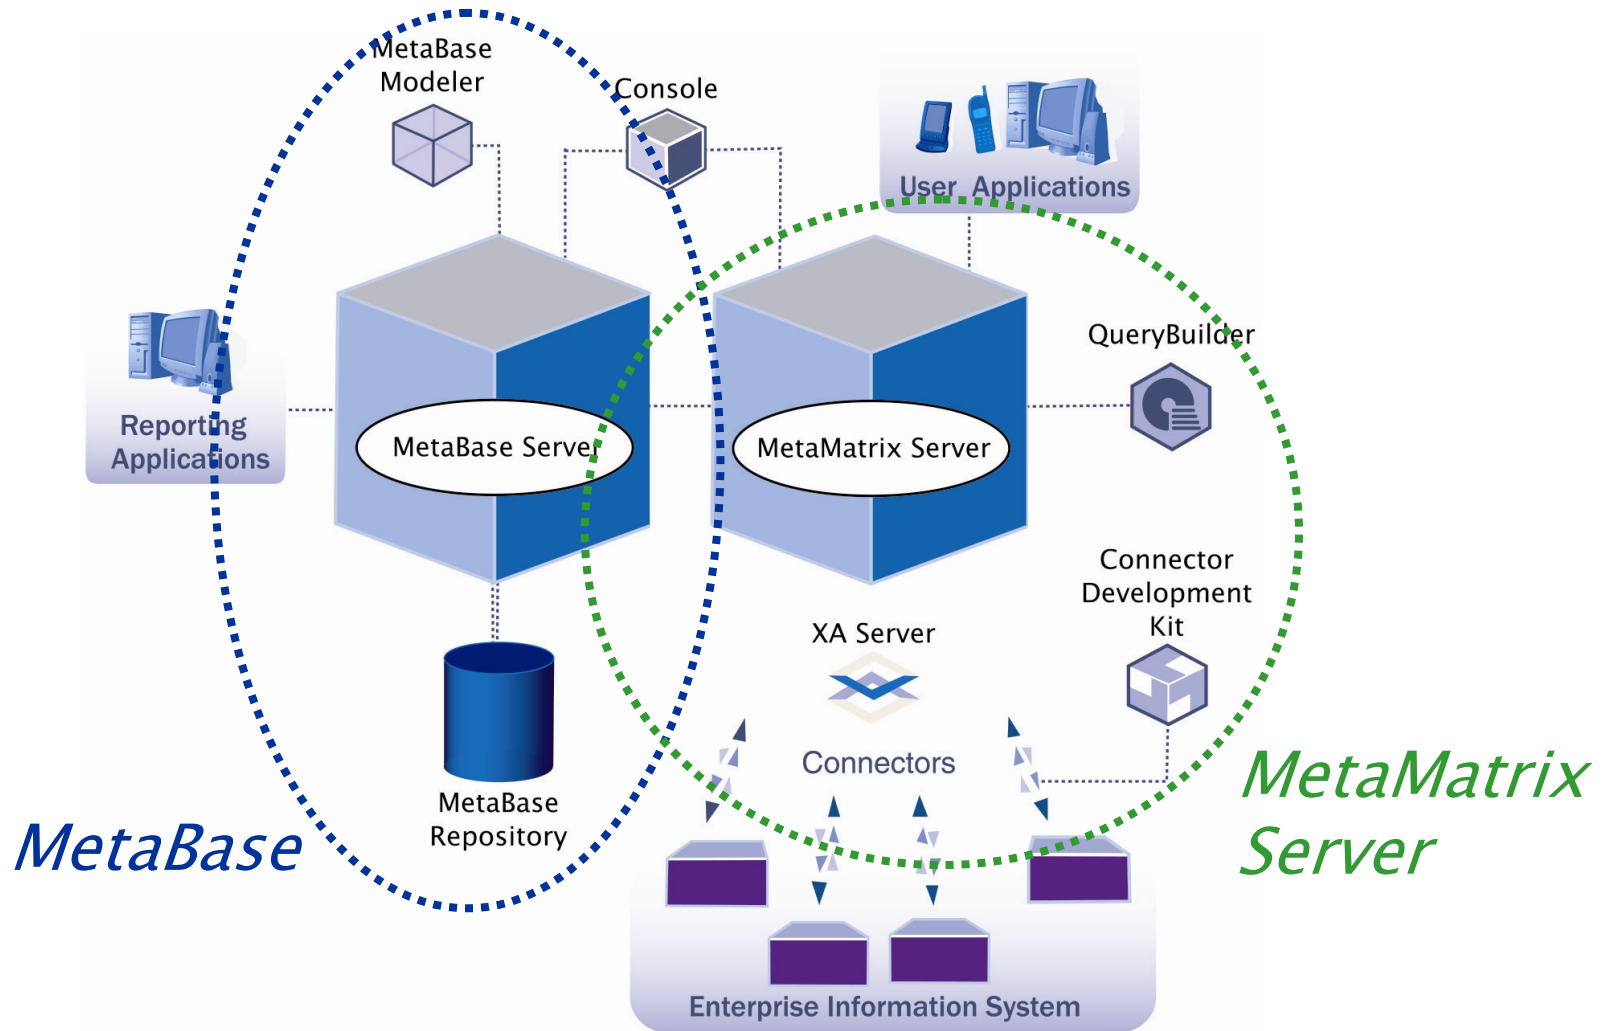 MetaBase
Modeler
Console
User Applications
QueryBuilder
Reporting
Applications
MetaBase Server
MetaMatrix Server
Connector
Development
Kit
XA Server
Connectors
MetaBase
Repository
MetaMatrix
Server
MetaBase
Enterprise Information System